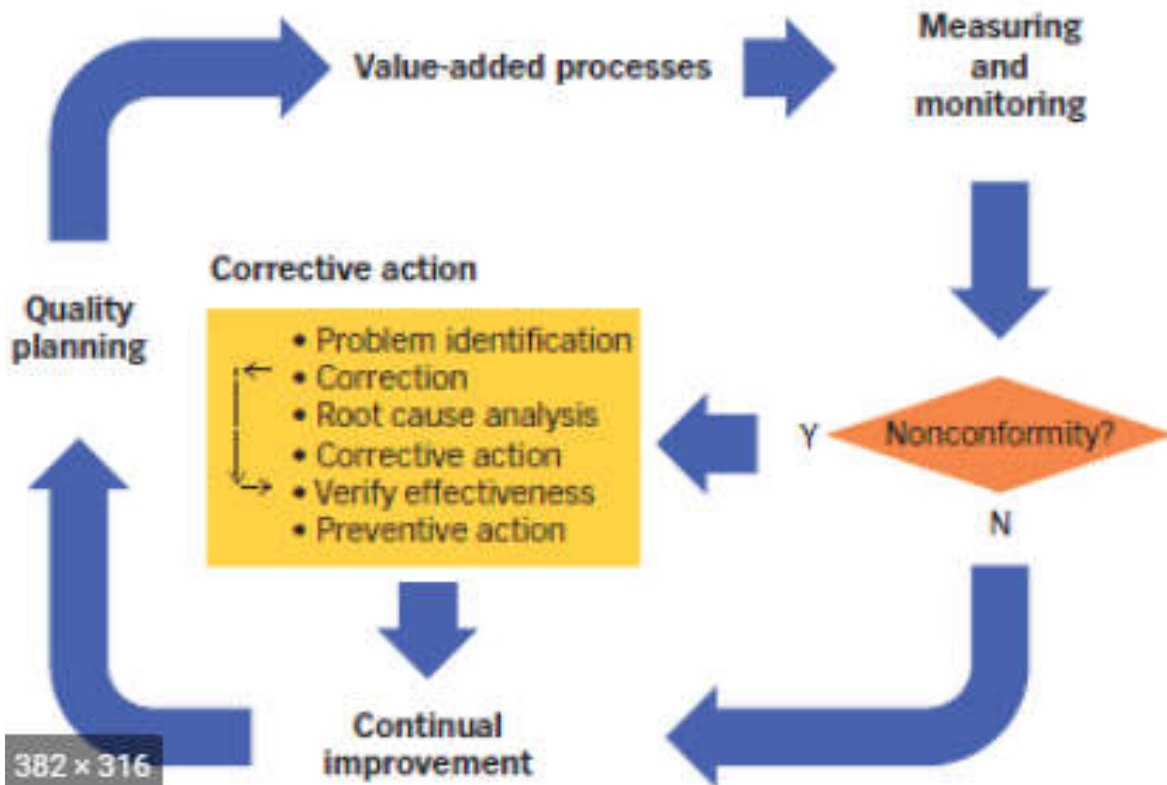 Value-added processes
Measuring
and
monitoring
Corrective action
Quality
planning
• Problem identification
• Correction
• Root cause analysis
• Corrective action
• Verify effectiveness
• Preventive action
Y
Nonconformity?
N
Continual
improvement
382 × 316